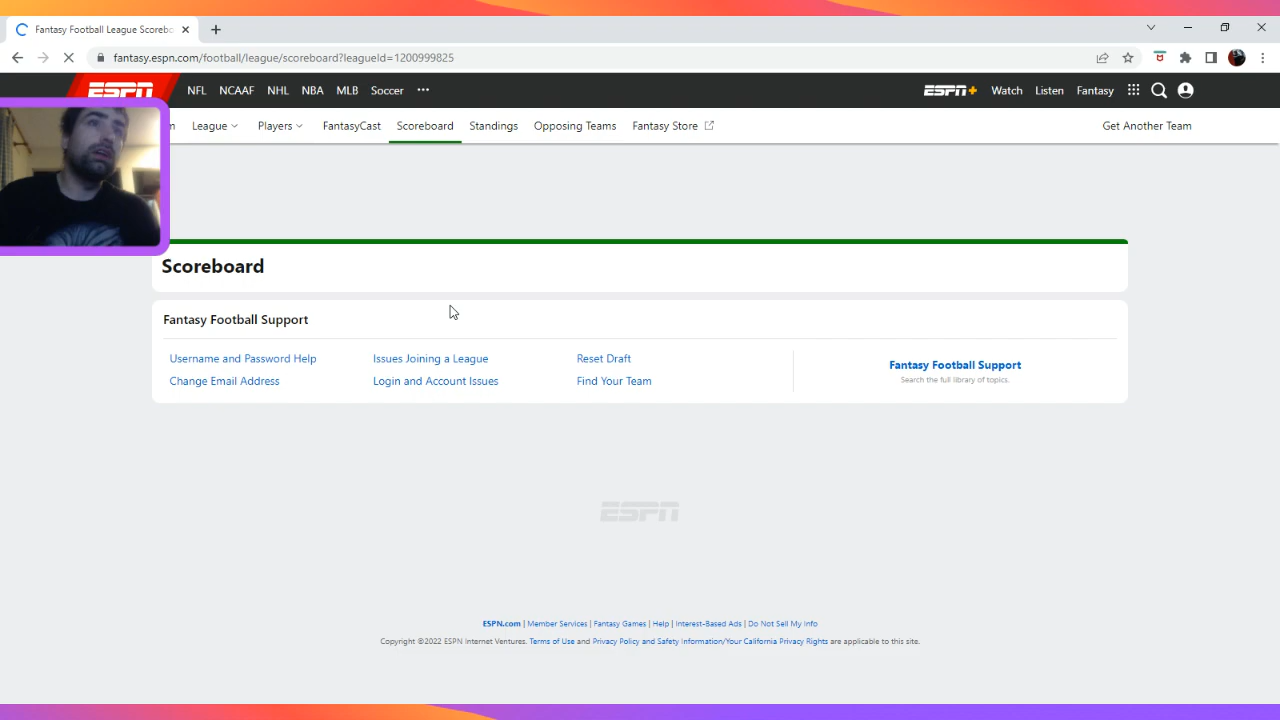 Fantasy Football League Scorebo
fantasy.espn.com/football/league/scoreboard?leagueId=1200999825
ESPN NFL NCAAF NHL NBA MLB Soccer ••• ESPN+ Watch Listen Fantasy
m League Players FantasyCast Scoreboard Standings Opposing Teams Fantasy Store Get Another Team
Scoreboard
Fantasy Football Support
Username and Password Help Issues Joining a League Reset Draft Fantasy Football Support
Change Email Address Login and Account Issues Find Your Team Search the full library of topics.
ESPN
ESPN.com | Member Services | Fantasy Games | Help | Interest-Based Ads | Do Not Sell My Info
Copyright ©2022 ESPN Internet Ventures. Terms of Use and Privacy Policy and Safety Information/Your California Privacy Rights are applicable to this site.